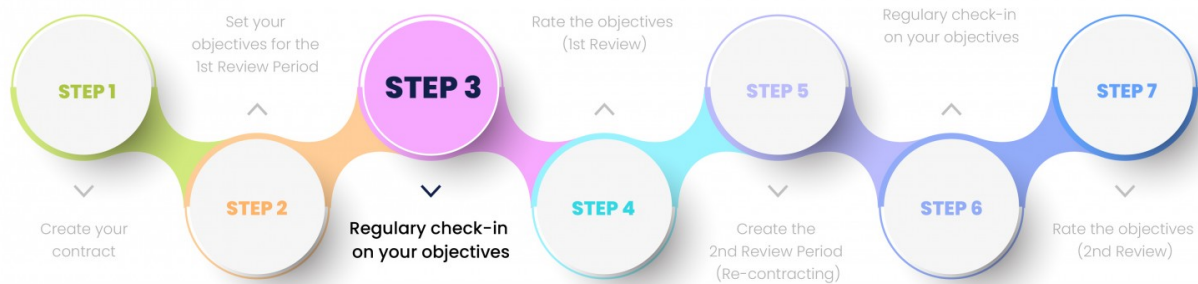 STEP 1
Create your
contract
Set your
objectives for the
1st Review Period
STEP 2
STEP 3
Regulary check-in
on your objectives
Rate the objectives
(1st Review)
STEP 4
STEP 5
Create the
2nd Review Period
(Re-contracting)
Regulary check-in
on your objectives
STEP 6
STEP 7
Rate the objectives
(2nd Review)